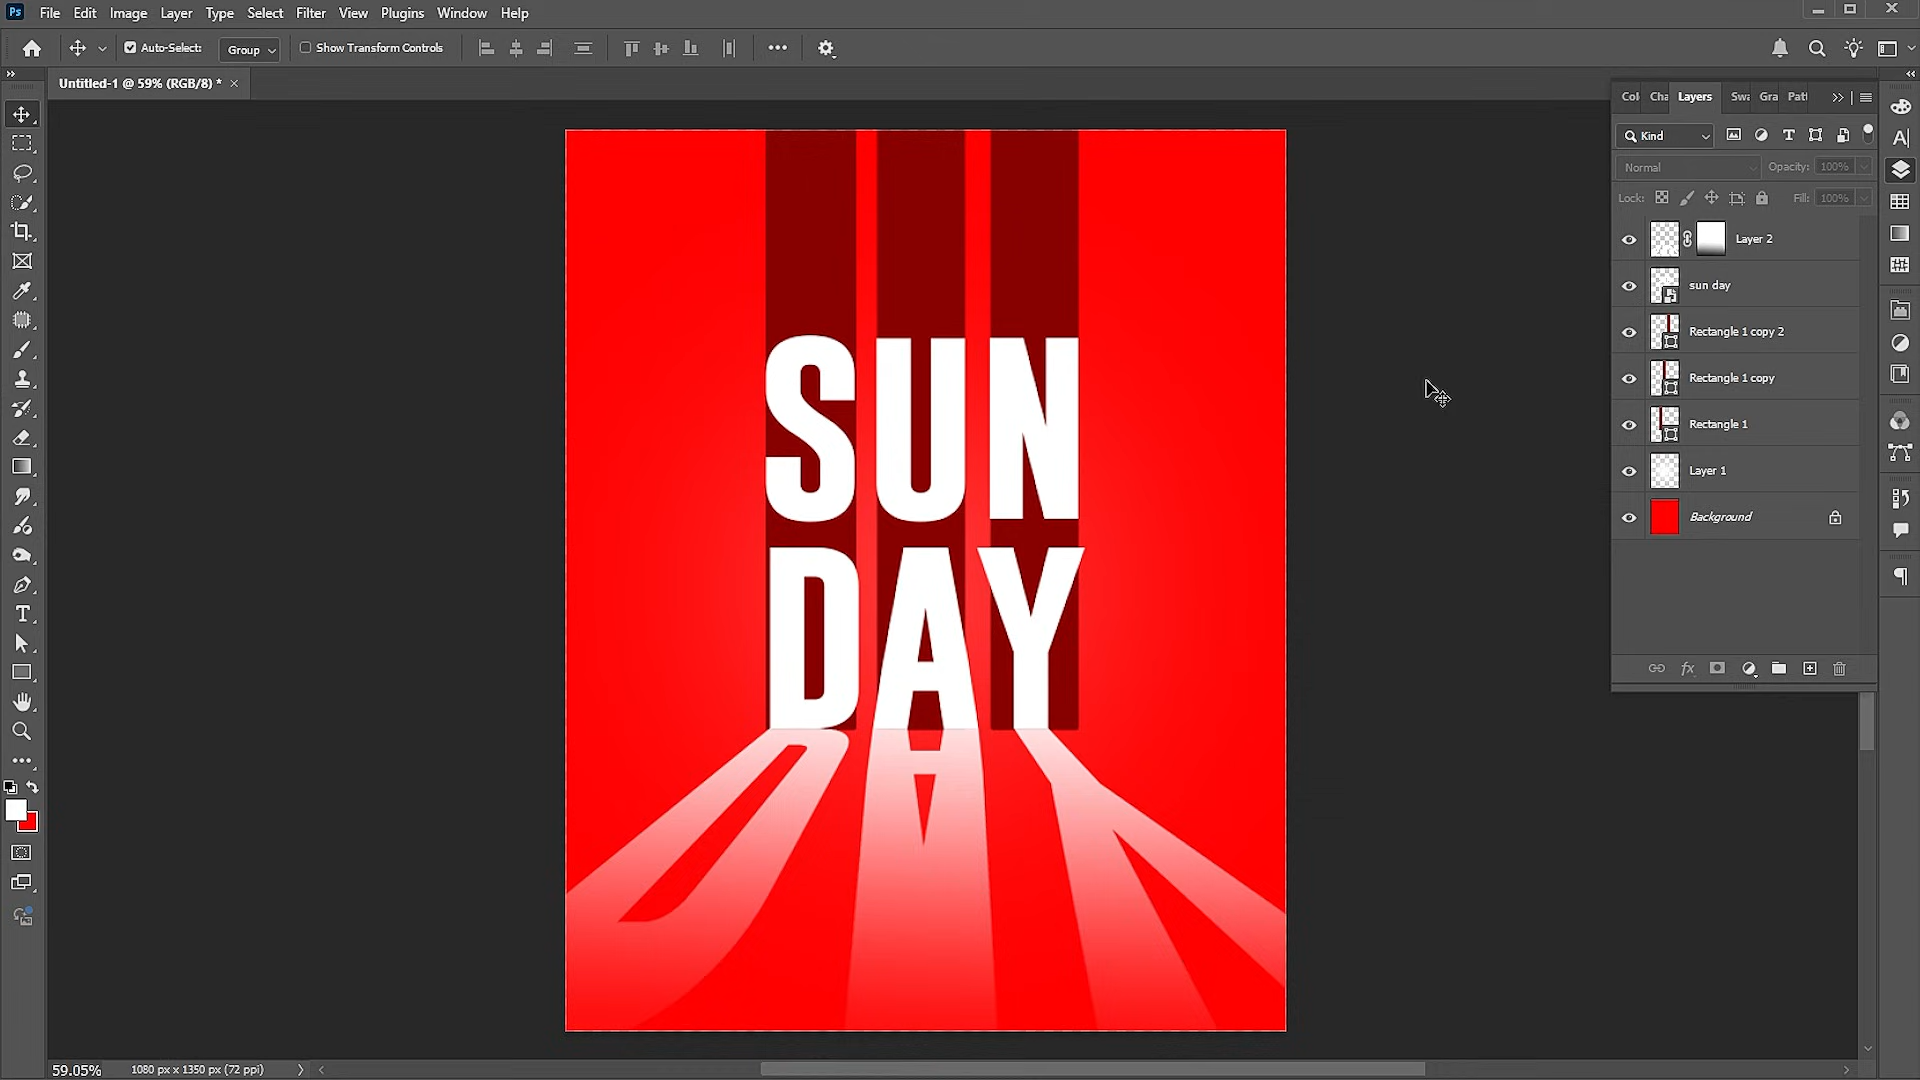 Ps File Edit Image Layer Type Select Filter View Plugins Window Help
Auto-Select: Group Show Transform Controls
Untitled-1 @ 59% (RGB/8) *
Col Cha Layers Swa Gra Patl
Kind
Normal Opacity: 100%
Lock: Fill: 100%
Layer 2
sun day
Rectangle 1 copy 2
Rectangle 1 copy
Rectangle 1
Layer 1
Background
SUN
DAY
59.05% 1080 px x 1350 px (72 ppi)